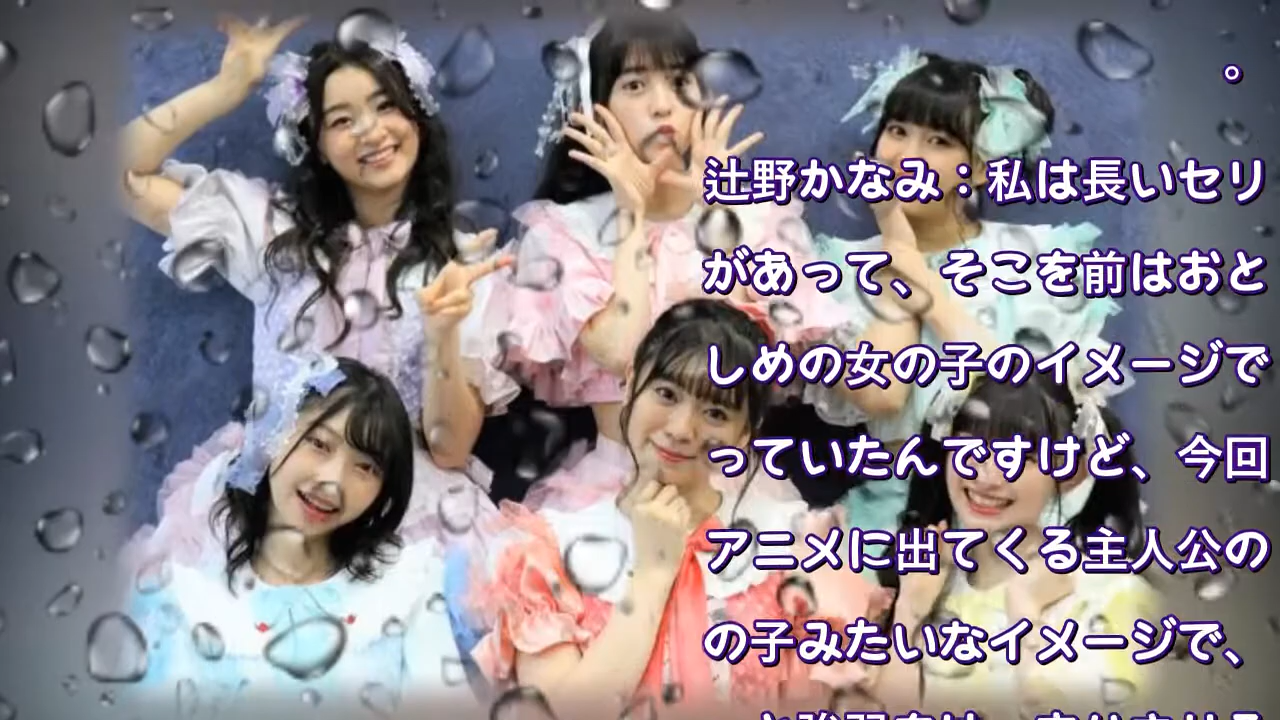 。
辻野かなみ：私は長いセリ
があって、そこを前はおと
しめの女の子のイメージで
っていたんですけど、今回
アニメに出てくる主人公の
の子みたいなイメージで、